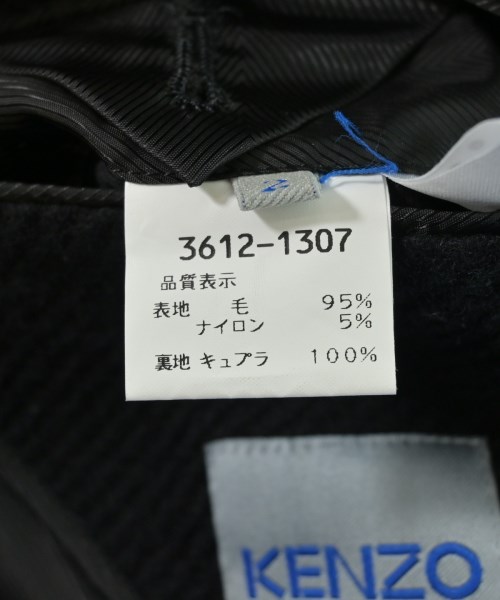 2
3612-1307
品質表示
表地 毛 95%
ナイロン 5%
裏地 キュプラ 100%
KENZO